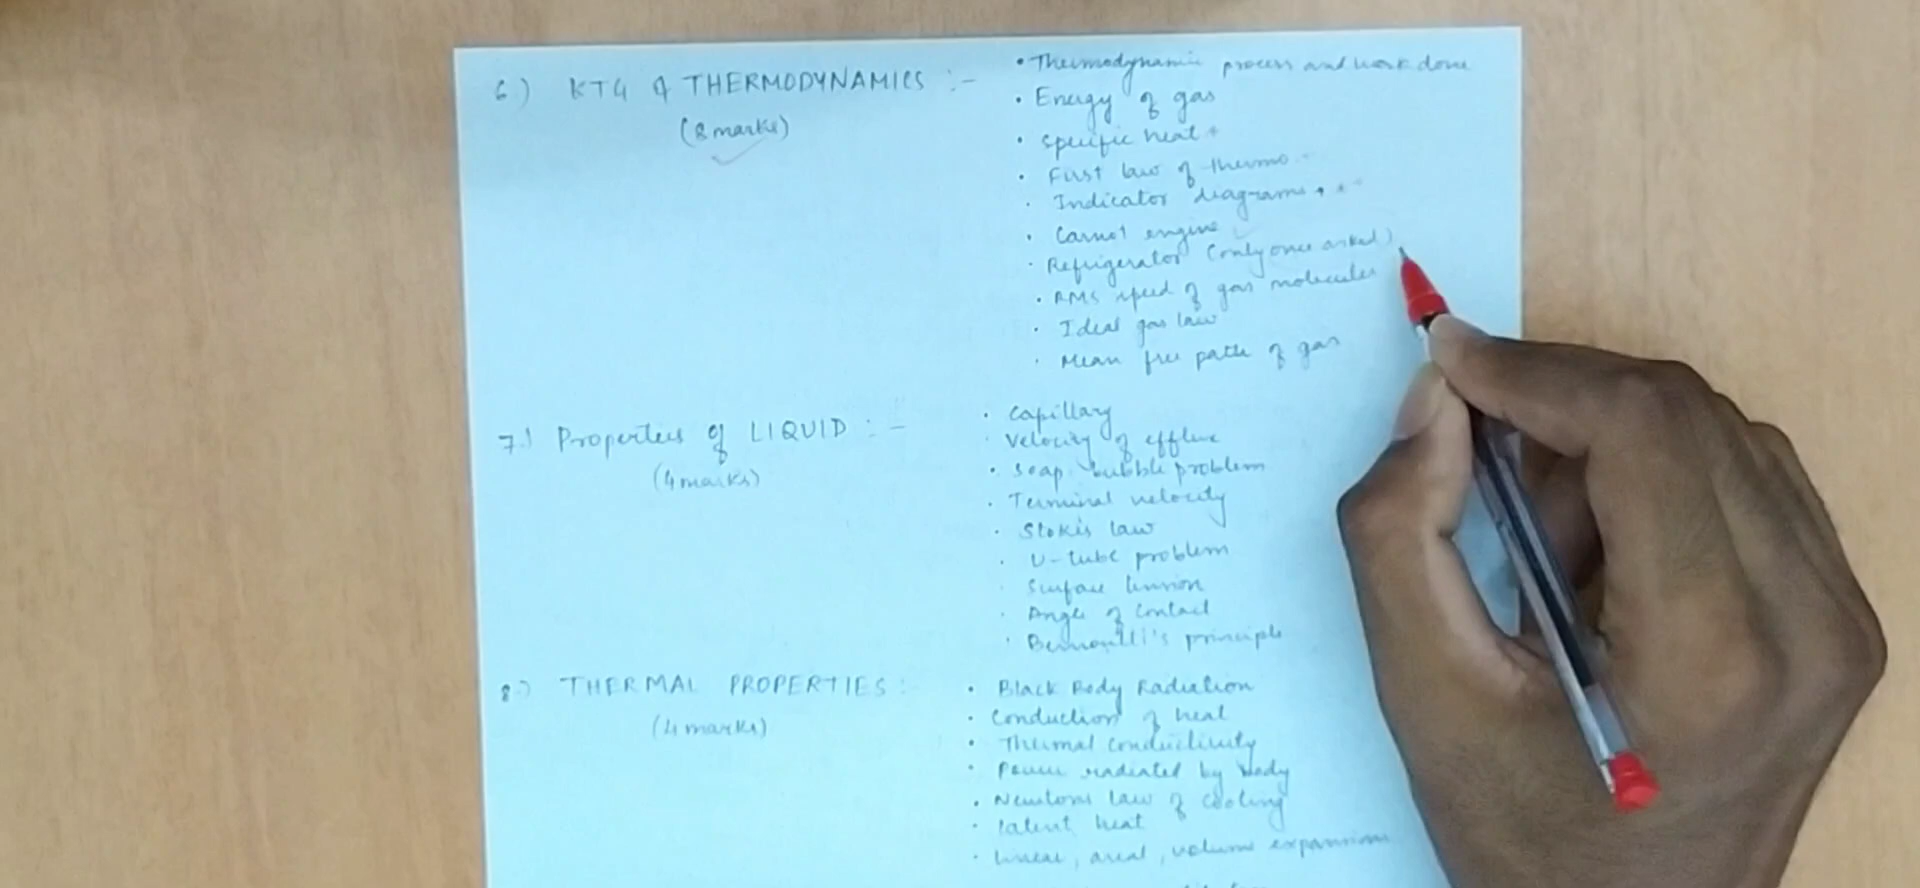 6.) KTG & THERMODYNAMICS :-
(8 marks)
• Thermodynamic process and work done
• Energy of gas
• Specific heat
• First law of thermo
• Indicator diagrams
• Carnot engine
• Refrigerator (only once asked)
• RMS speed of gas molecules
• Ideal gas law
• Mean free path of gas
7.) Properties of LIQUID :-
(4 marks)
• Capillary
• Velocity of efflux
• Soap bubble problem
• Terminal velocity
• Stoke's law
• U-tube problem
• Surface tension
• Angle of contact
• Bernoulli's principle
8.) THERMAL PROPERTIES :
(4 marks)
• Black Body Radiation
• Conduction of heat
• Thermal conductivity
• Power radiated by body
• Newtons law of cooling
• latent heat
• linear, areal, volume expansion